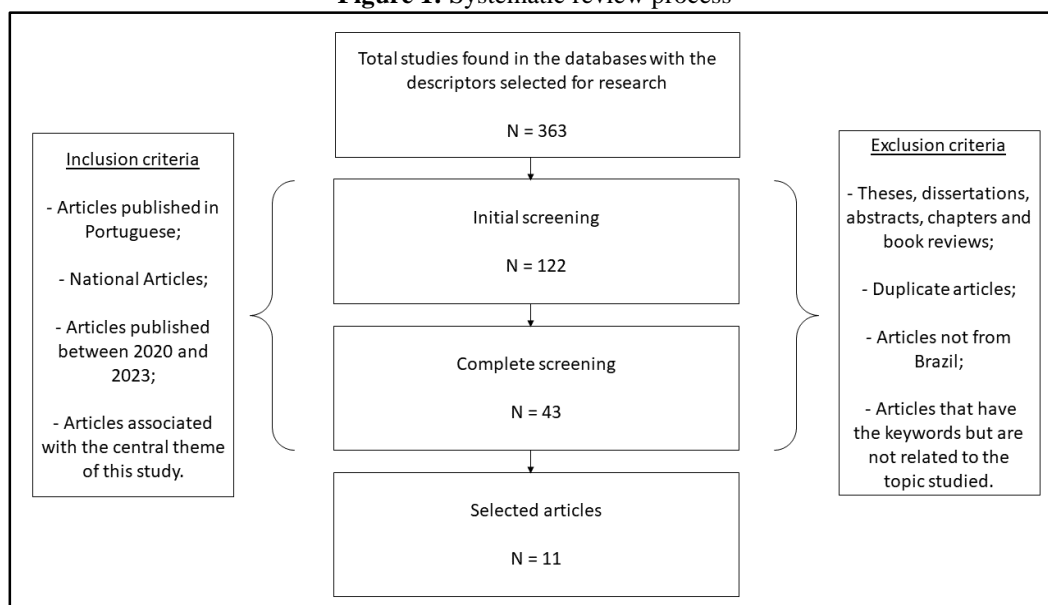 Figure 1. Systematic review process
Total studies found in the databases with the
descriptors selected for research
N = 363
Inclusion criteria
- Articles published in
Portuguese;
- National Articles;
- Articles published
between 2020 and
2023;
- Articles associated
with the central theme
of this study.
Initial screening
N = 122
Complete screening
N = 43
Selected articles
N = 11
Exclusion criteria
- Theses, dissertations,
abstracts, chapters and
book reviews;
- Duplicate articles;
- Articles not from
Brazil;
- Articles that have
the keywords but are
not related to the
topic studied.